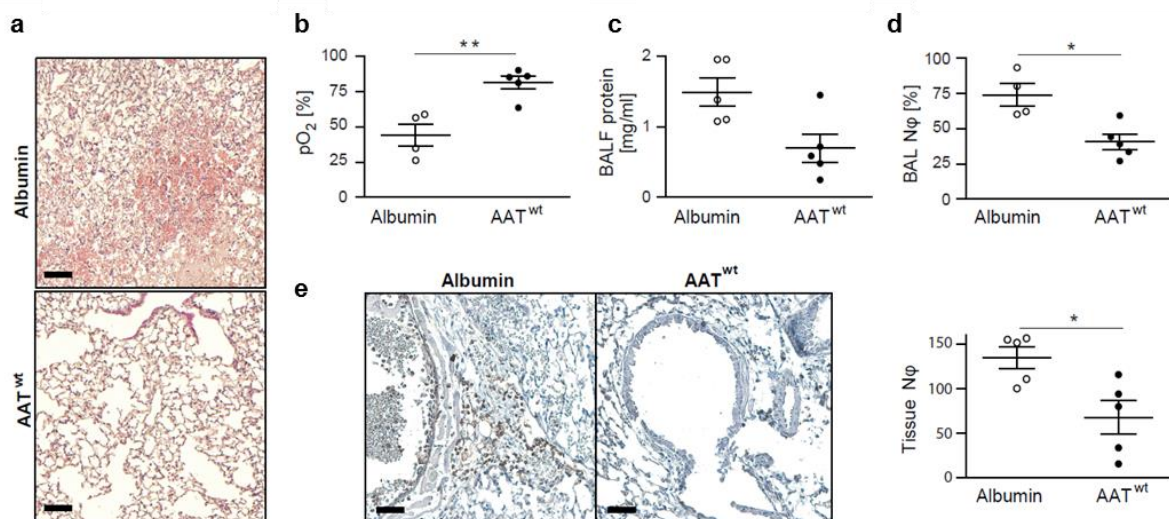 a
Albumin
AAT wt
b
**
pO2 [%]
100
75
50
25
0
Albumin AAT wt
c
BALF protein
[mg/ml]
2
1
0
Albumin AAT wt
d
*
BAL Nφ [%]
100
75
50
25
0
Albumin AAT wt
e
Albumin AAT wt
*
Tissue Nφ
150
100
50
0
Albumin AAT wt